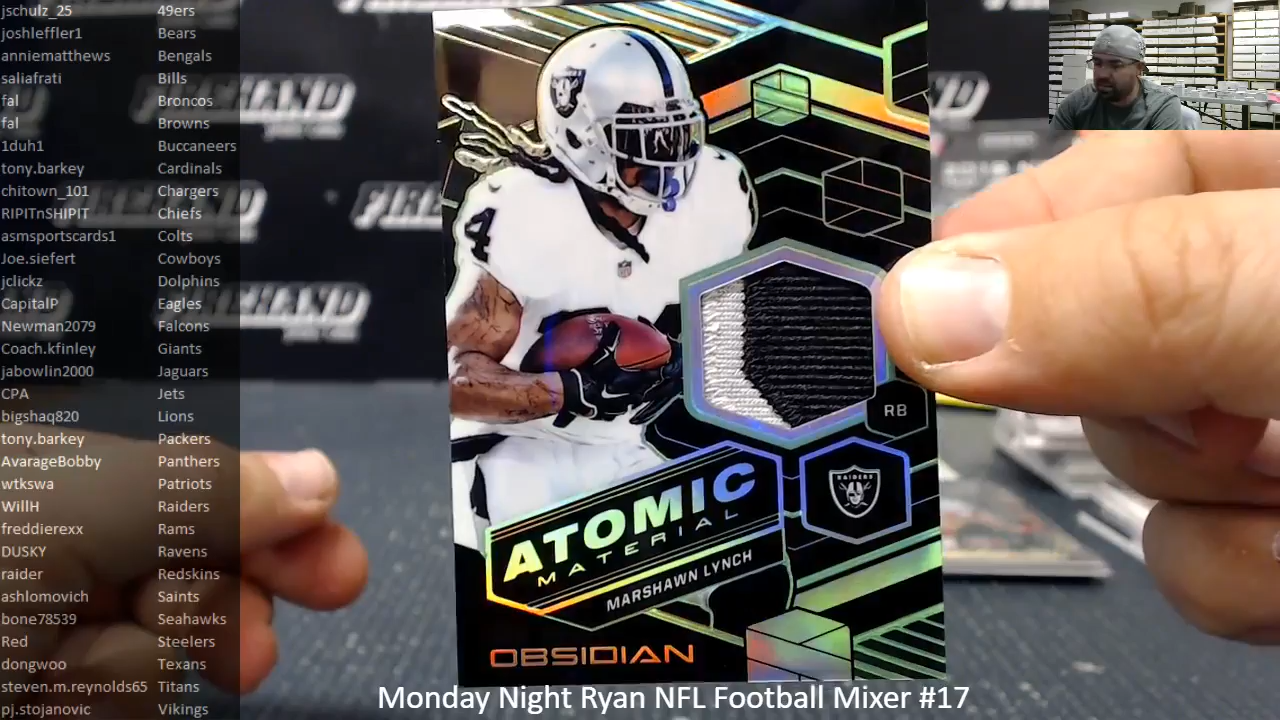 jschulz_25 49ers
joshleffler1 Bears
anniematthews Bengals
saliafrati Bills
fal Broncos
fal Browns
1duh1 Buccaneers
tony.barkey Cardinals
chitown_101 Chargers
RIPITnSHIPIT Chiefs
asmsportscards1 Colts
Joe.siefert Cowboys
jclickz Dolphins
CapitalP Eagles
Newman2079 Falcons
Coach.kfinley Giants
jabowlin2000 Jaguars
CPA Jets
bigshaq820 Lions
tony.barkey Packers
AvarageBobby Panthers
wtkswa Patriots
WillH Raiders
freddierexx Rams
DUSKY Ravens
raider Redskins
ashlomovich Saints
bone78539 Seahawks
Red Steelers
dongwoo Texans
steven.m.reynolds65 Titans
pj.stojanovic Vikings
4
RB
RAIDERS
ATOMIC
MATERIAL
MARSHAWN LYNCH
OBSIDIAN
Monday Night Ryan NFL Football Mixer #17